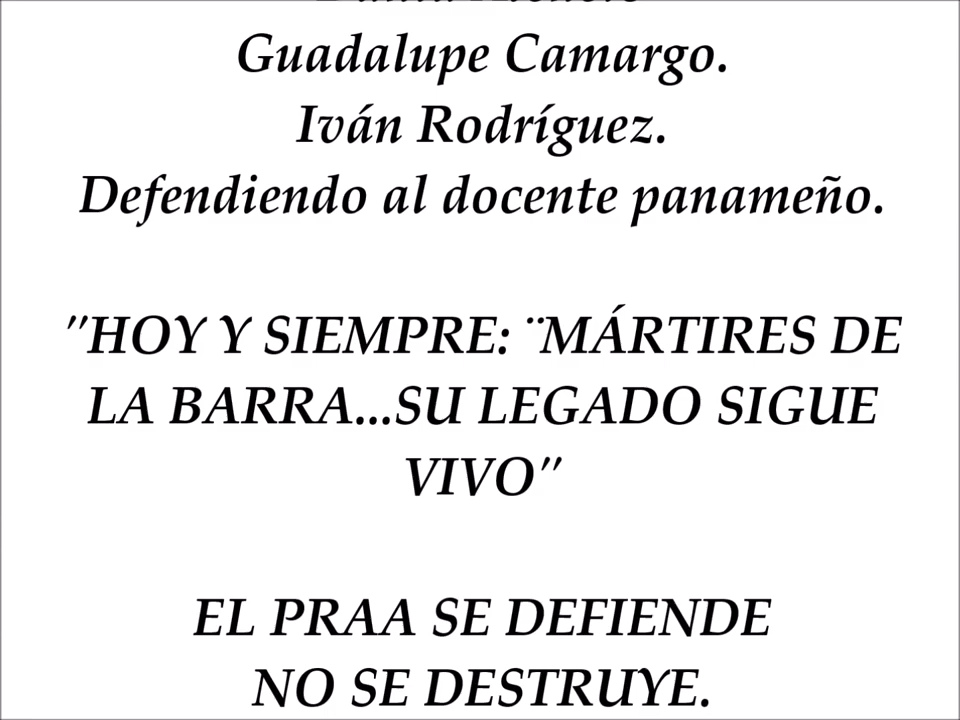 Guadalupe Camargo.
Iván Rodríguez.
Defendiendo al docente panameño.
"HOY Y SIEMPRE: ¨MÁRTIRES DE
LA BARRA...SU LEGADO SIGUE
VIVO"
EL PRAA SE DEFIENDE
NO SE DESTRUYE.